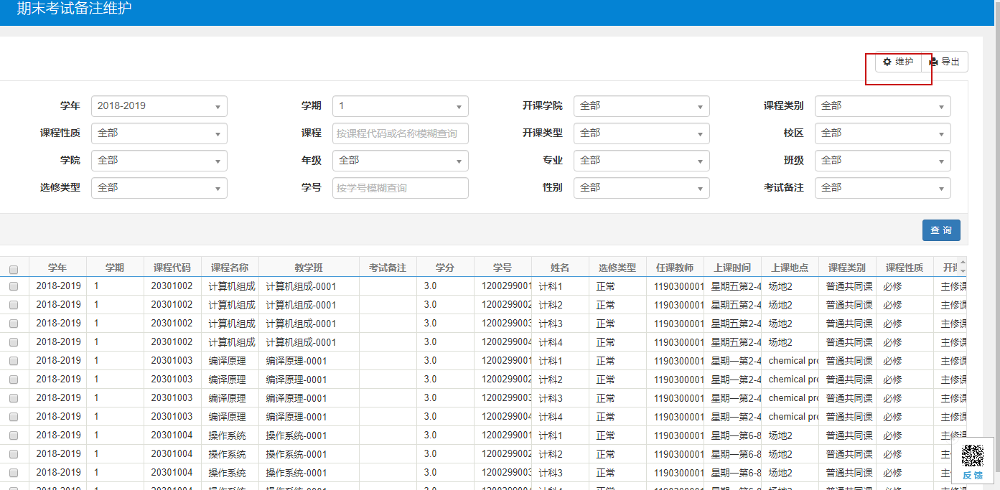 期末考试备注维护
维护 导出
学年 2018-2019 学期 1 开课学院 全部 课程类别 全部
课程性质 全部 课程 按课程代码或名称模糊查询 开课类型 全部 校区 全部
学院 全部 年级 全部 专业 全部 班级 全部
选修类型 全部 学号 按学号模糊查询 性别 全部 考试备注 全部
查 询
学年 学期 课程代码 课程名称 教学班 考试备注 学分 学号 姓名 选修类型 任课教师 上课时间 上课地点 课程类别 课程性质 开
2018-2019 1 20301002 计算机组成 计算机组成-0001 3.0 1200299001 计科1 正常 1190300001 星期五第2-4 场地2 普通共同课 必修 主修课
2018-2019 1 20301002 计算机组成 计算机组成-0001 3.0 1200299002 计科2 正常 1190300001 星期五第2-4 场地2 普通共同课 必修 主修课
2018-2019 1 20301002 计算机组成 计算机组成-0001 3.0 1200299003 计科3 正常 1190300001 星期五第2-4 场地2 普通共同课 必修 主修课
2018-2019 1 20301002 计算机组成 计算机组成-0001 3.0 1200299004 计科4 正常 1190300001 星期五第2-4 场地2 普通共同课 必修 主修课
2018-2019 1 20301003 编译原理 编译原理-0001 3.0 1200299001 计科1 正常 1190300001 星期一第2-4 chemical pro 普通共同课 必修 主修课
2018-2019 1 20301003 编译原理 编译原理-0001 3.0 1200299002 计科2 正常 1190300001 星期一第2-4 chemical pro 普通共同课 必修 主修课
2018-2019 1 20301003 编译原理 编译原理-0001 3.0 1200299003 计科3 正常 1190300001 星期一第2-4 chemical pro 普通共同课 必修 主修课
2018-2019 1 20301003 编译原理 编译原理-0001 3.0 1200299004 计科4 正常 1190300001 星期一第2-4 chemical pro 普通共同课 必修 主修课
2018-2019 1 20301004 操作系统 操作系统-0001 3.0 1200299001 计科1 正常 1190300001 星期一第6-8 场地2 普通共同课 必修 主修课
2018-2019 1 20301004 操作系统 操作系统-0001 3.0 1200299002 计科2 正常 1190300001 星期一第6-8 场地2 普通共同课 必修 主
2018-2019 1 20301004 操作系统 操作系统-0001 3.0 1200299003 计科3 正常 1190300001 星期一第6-8 场地2 普通共同课 必修 主
反 馈